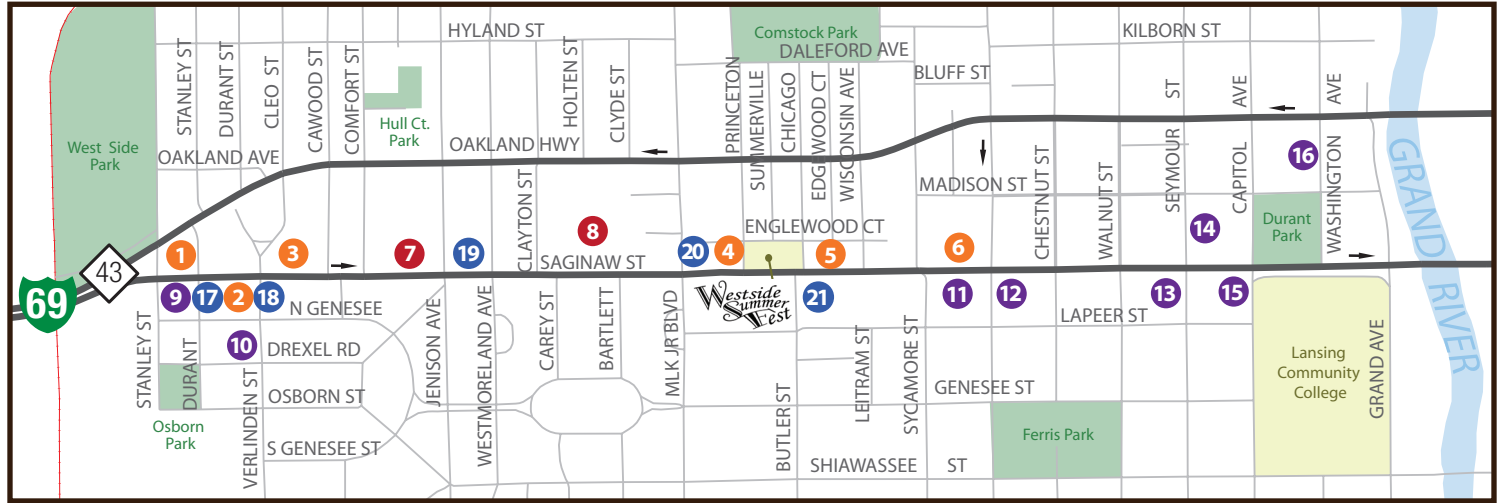 HYLAND ST
Comstock Park
DALEFORD AVE
KILBORN ST
BLUFF ST
STANLEY ST
DURANT ST
CLEO ST
CAWOOD ST
COMFORT ST
HOLTEN ST
CLYDE ST
PRINCETON
SUMMERVILLE
CHICAGO
EDGEWOOD CT
WISCONSIN AVE
SEYMOUR ST
CAPITOL AVE
WASHINGTON AVE
Hull Ct.
Park
West Side
Park
OAKLAND AVE
OAKLAND HWY
MADISON ST
CHESTNUT ST
WALNUT ST
16
GRAND RIVER
CLAYTON ST
ENGLEWOOD CT
Durant
Park
14
8
1
3
7
19
SAGINAW ST
20
4
5
6
43
69
9
17
2
18
N GENESEE
Westside
Summer
Fest
21
11
12
13
15
LAPEER ST
10
DREXEL RD
STANLEY ST
DURANT
VERLINDEN ST
JENISON AVE
WESTMORELAND AVE
CAREY ST
BARTLETT
MLK JR BLVD
BUTLER ST
LEITRAM ST
SYCAMORE ST
GRAND AVE
Lansing
Community
College
OSBORN ST
GENESEE ST
Osborn
Park
Ferris Park
S GENESEE ST
SHIAWASSEE ST